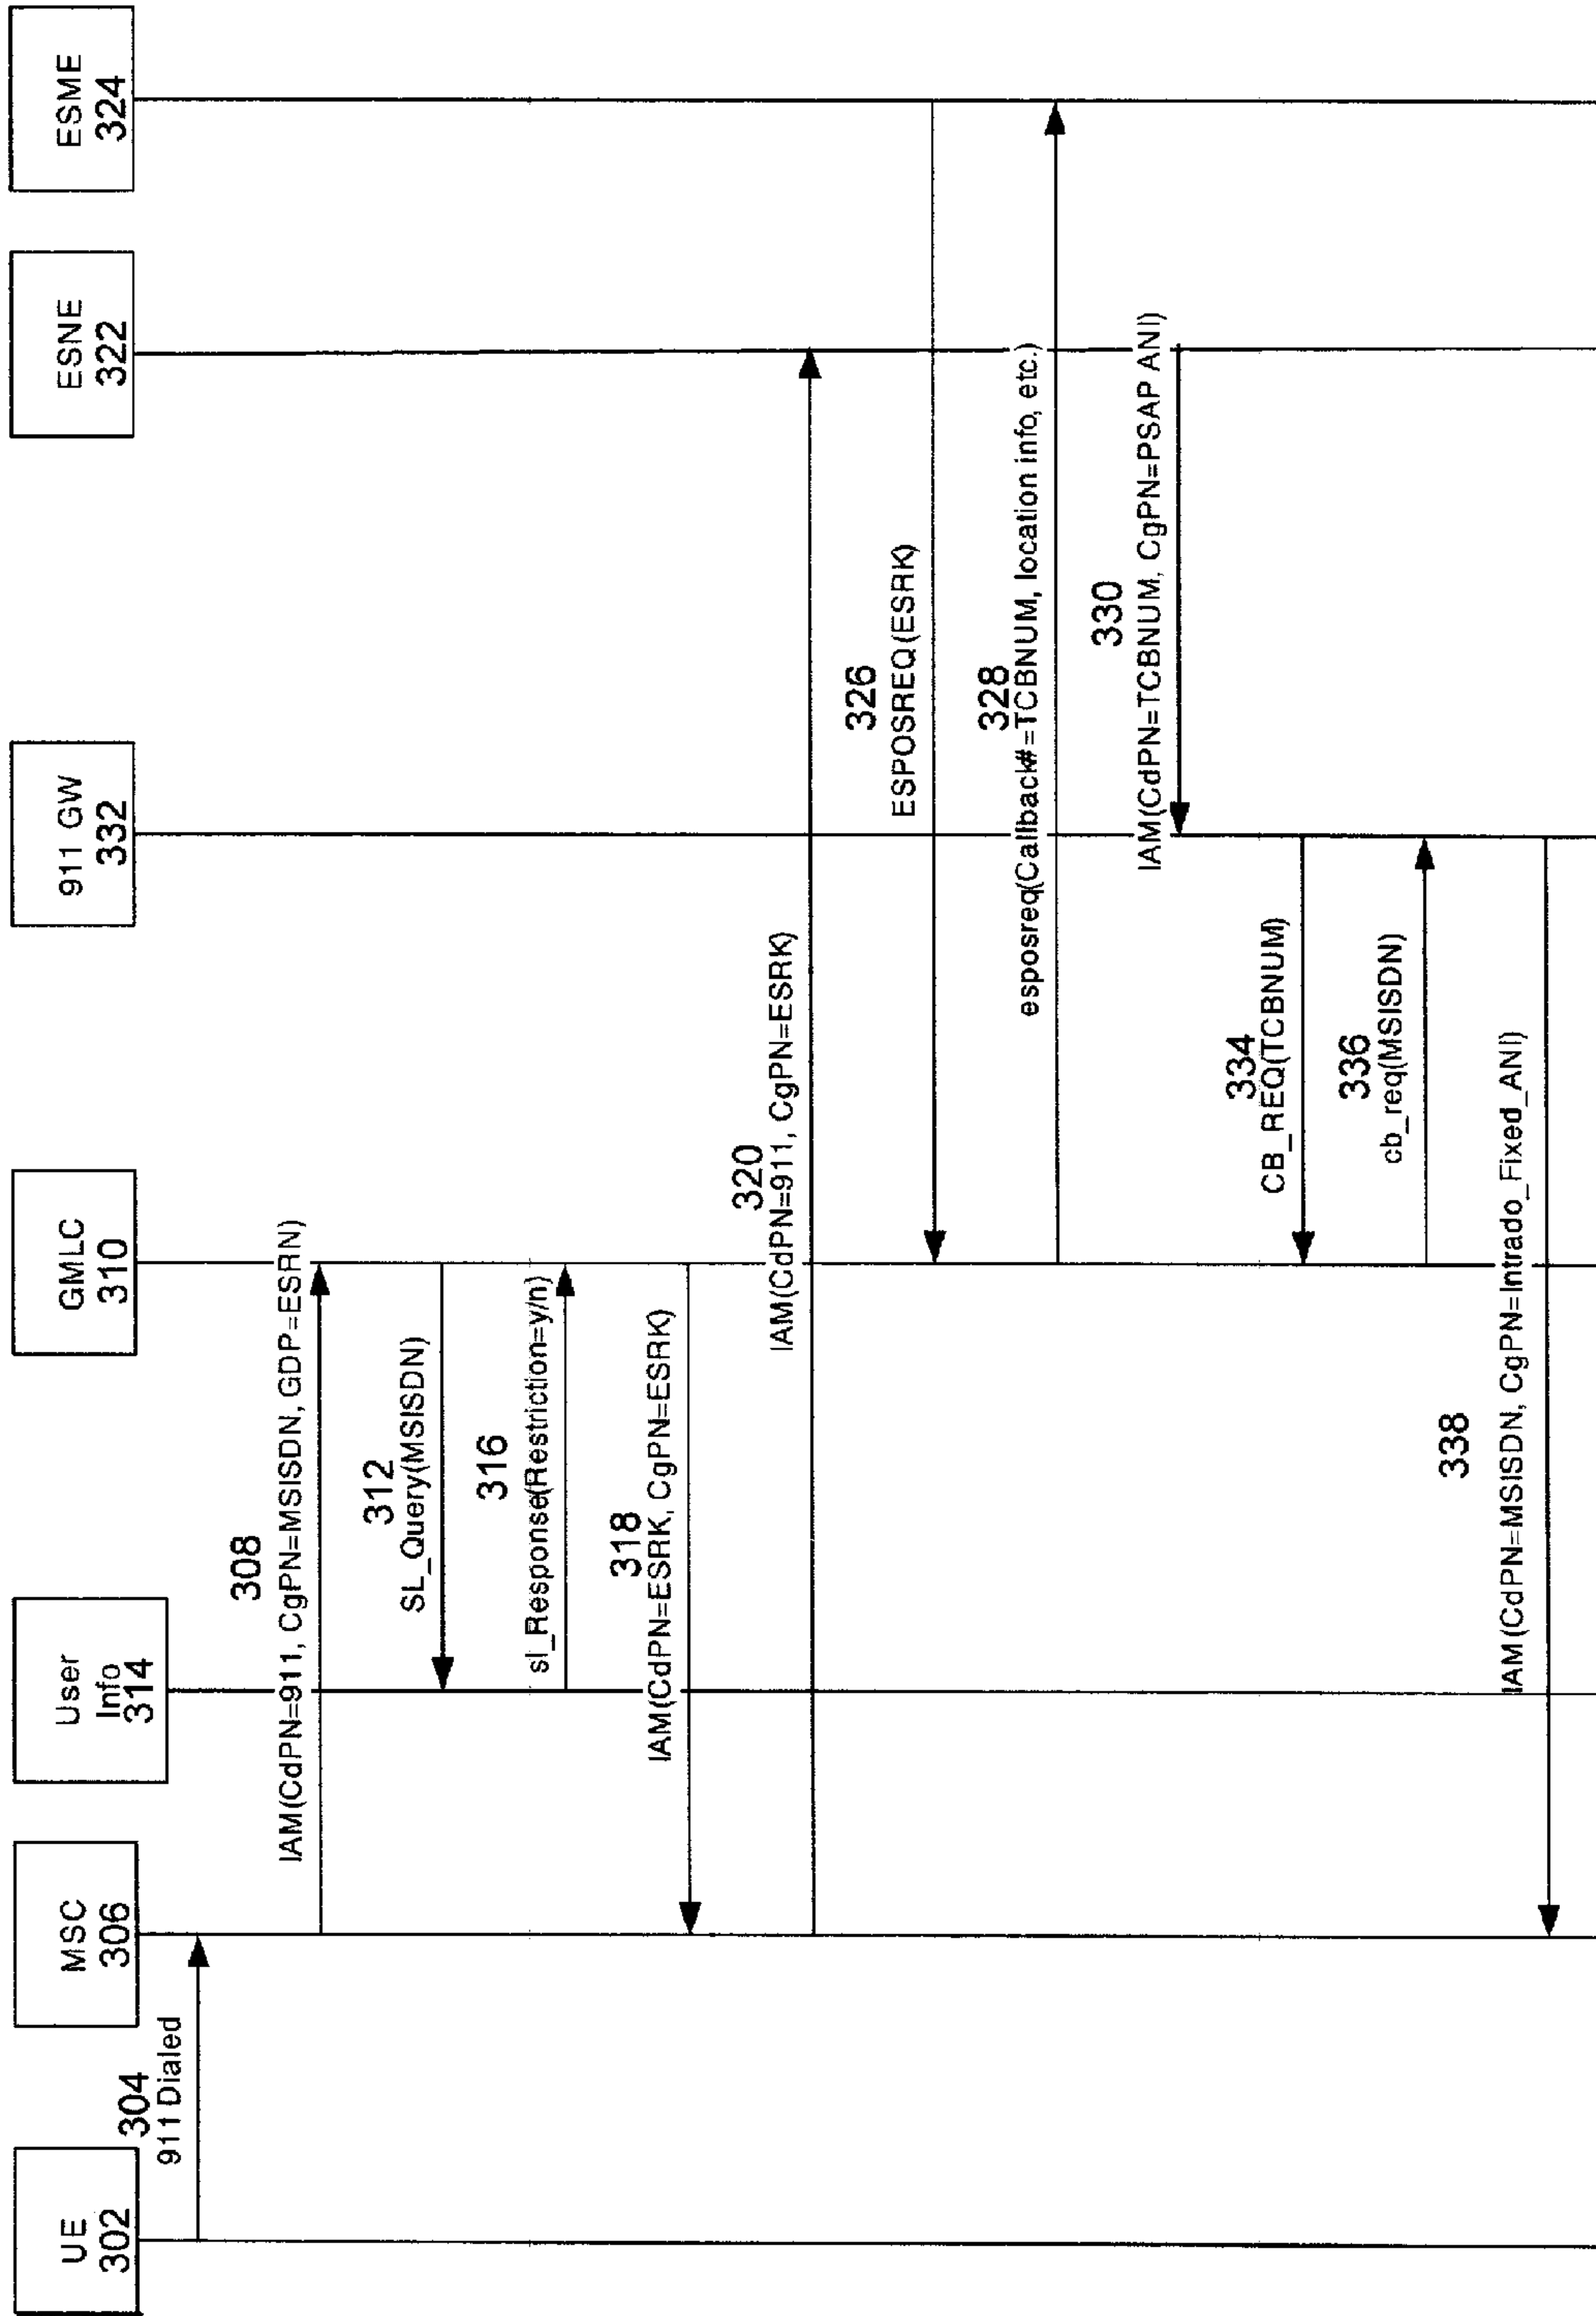 UE
302
MSC
306
User
Info
314
GMLC
310
911 GW
332
ESNE
322
ESME
324
304
911 Dialed
308
IAM(CdPN=911, CgPN=MSISDN, GDP=ESRN)
312
SL_Query(MSISDN)
316
sl_Response(Restriction=y/n)
318
IAM(CdPN=ESRK, CgPN=ESRK)
320
IAM(CdPN=911, CgPN=ESRK)
326
ESPOSREQ(ESRK)
328
esposreq(Callback#=TCBNUM, location info, etc.)
330
IAM(CdPN=TCBNUM, CgPN=PSAP ANI)
334
CB_REQ(TCBNUM)
336
cb_req(MSISDN)
338
IAM(CdPN=MSISDN, CgPN=Intrado_Fixed_ANI)